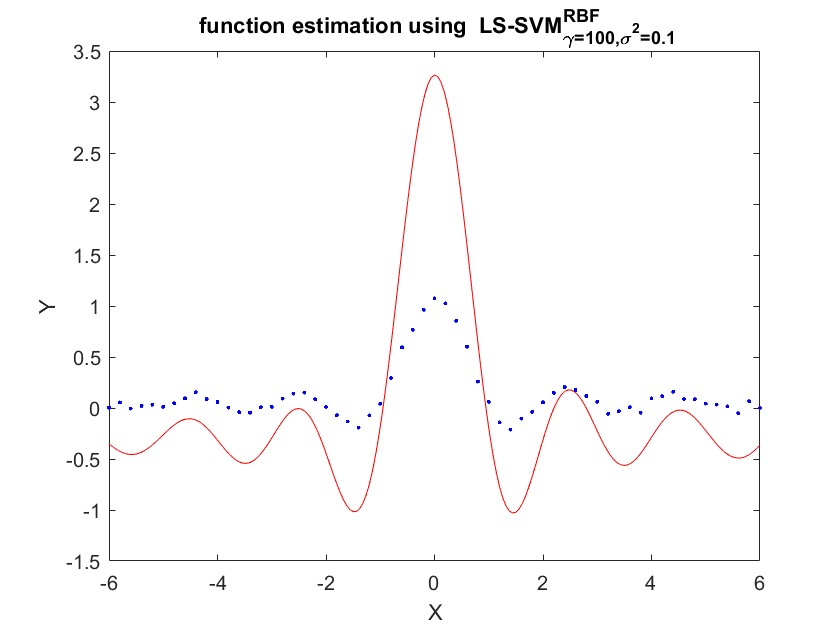 function estimation using LS-SVM^{RBF}_{γ=100,σ^2=0.1}
3.5
3
2.5
2
1.5
1
0.5
0
-0.5
-1
-1.5
Y
-6 -4 -2 0 2 4 6
X